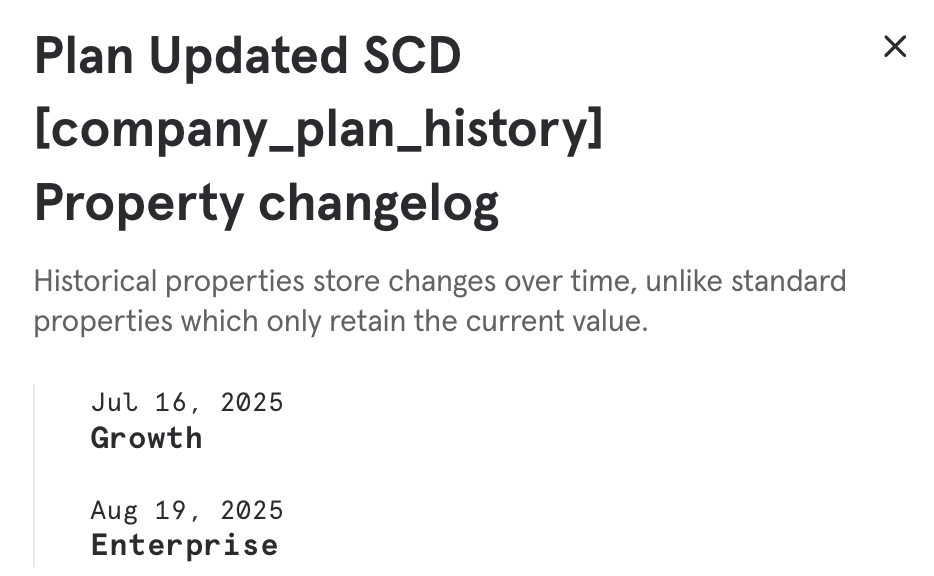 Plan Updated SCD
[company_plan_history]
Property changelog
Historical properties store changes over time, unlike standard
properties which only retain the current value.
Jul 16, 2025
Growth
Aug 19, 2025
Enterprise